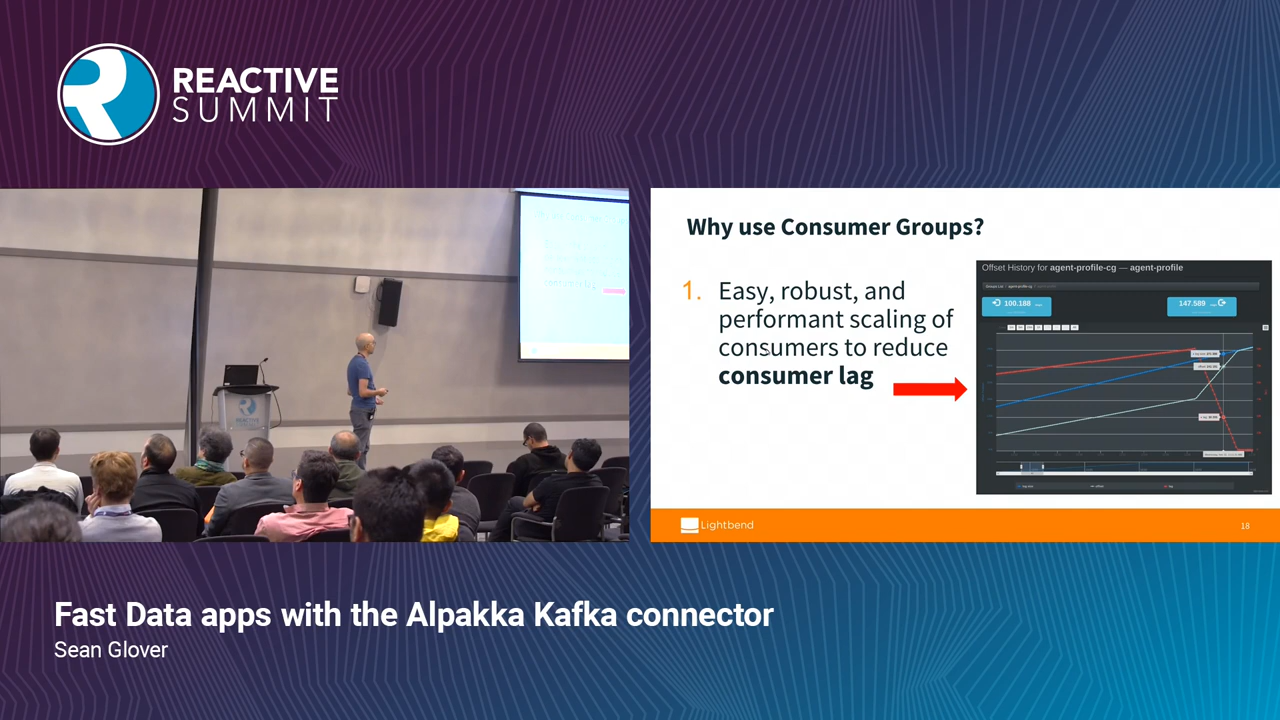 REACTIVE
SUMMIT
Why use Consumer Groups?
1. Easy, robust, and
performant scaling of
consumers to reduce
consumer lag
Offset History for agent-profile-cg — agent-profile
100.188
147.589
Lightbend
18
REACTIVE
Fast Data apps with the Alpakka Kafka connector
Sean Glover